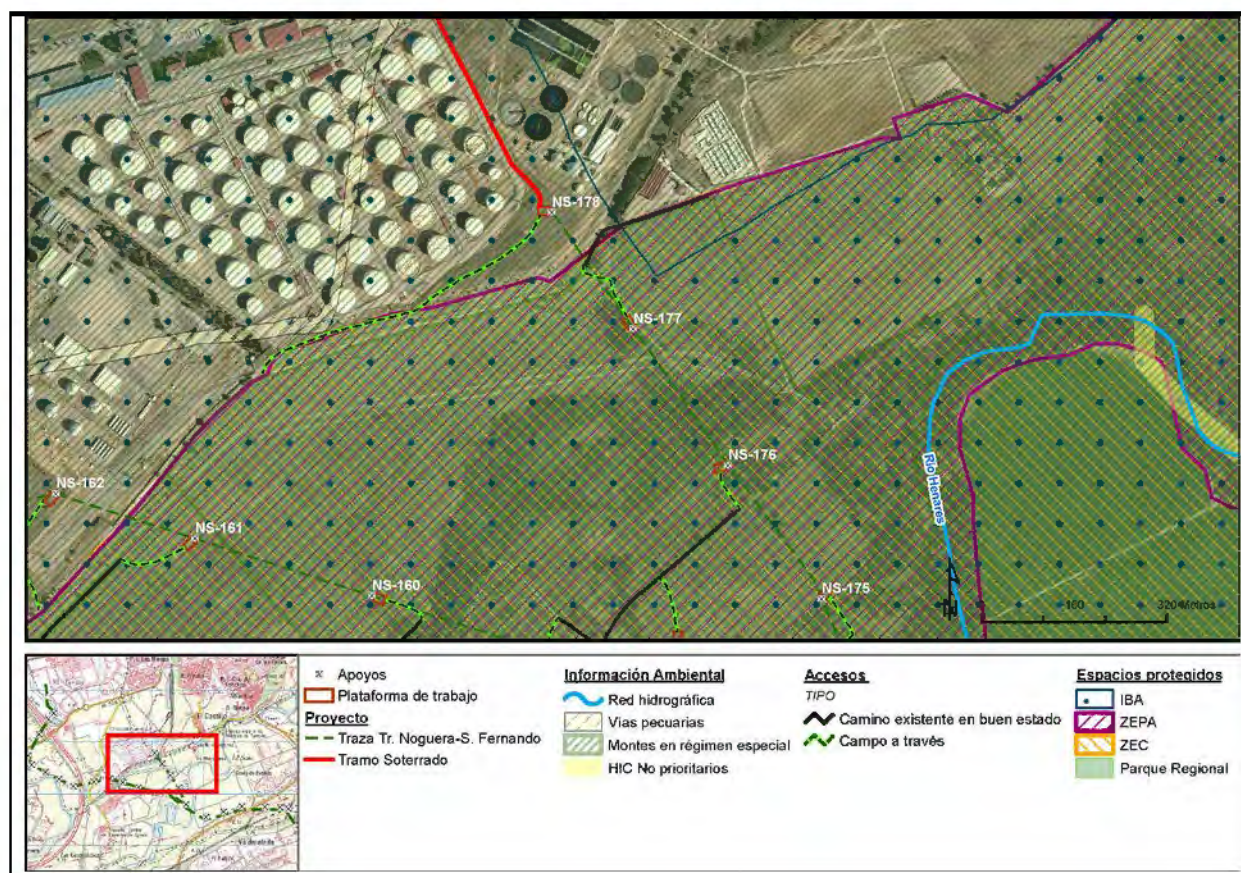 NS-178
NS-177
NS-176
NS-162
NS-161
NS-160
NS-175
Río Henares
160
320 Metros
Apoyos
Plataforma de trabajo
Proyecto
Traza Tr. Noguera-S. Fernando
Tramo Soterrado
Información Ambiental
Red hidrográfica
Vias pecuarias
Montes en régimen especial
HIC No prioritarios
Accesos
TIPO
Camino existente en buen estado
Campo a través
Espacios protegidos
IBA
ZEPA
ZEC
Parque Regional